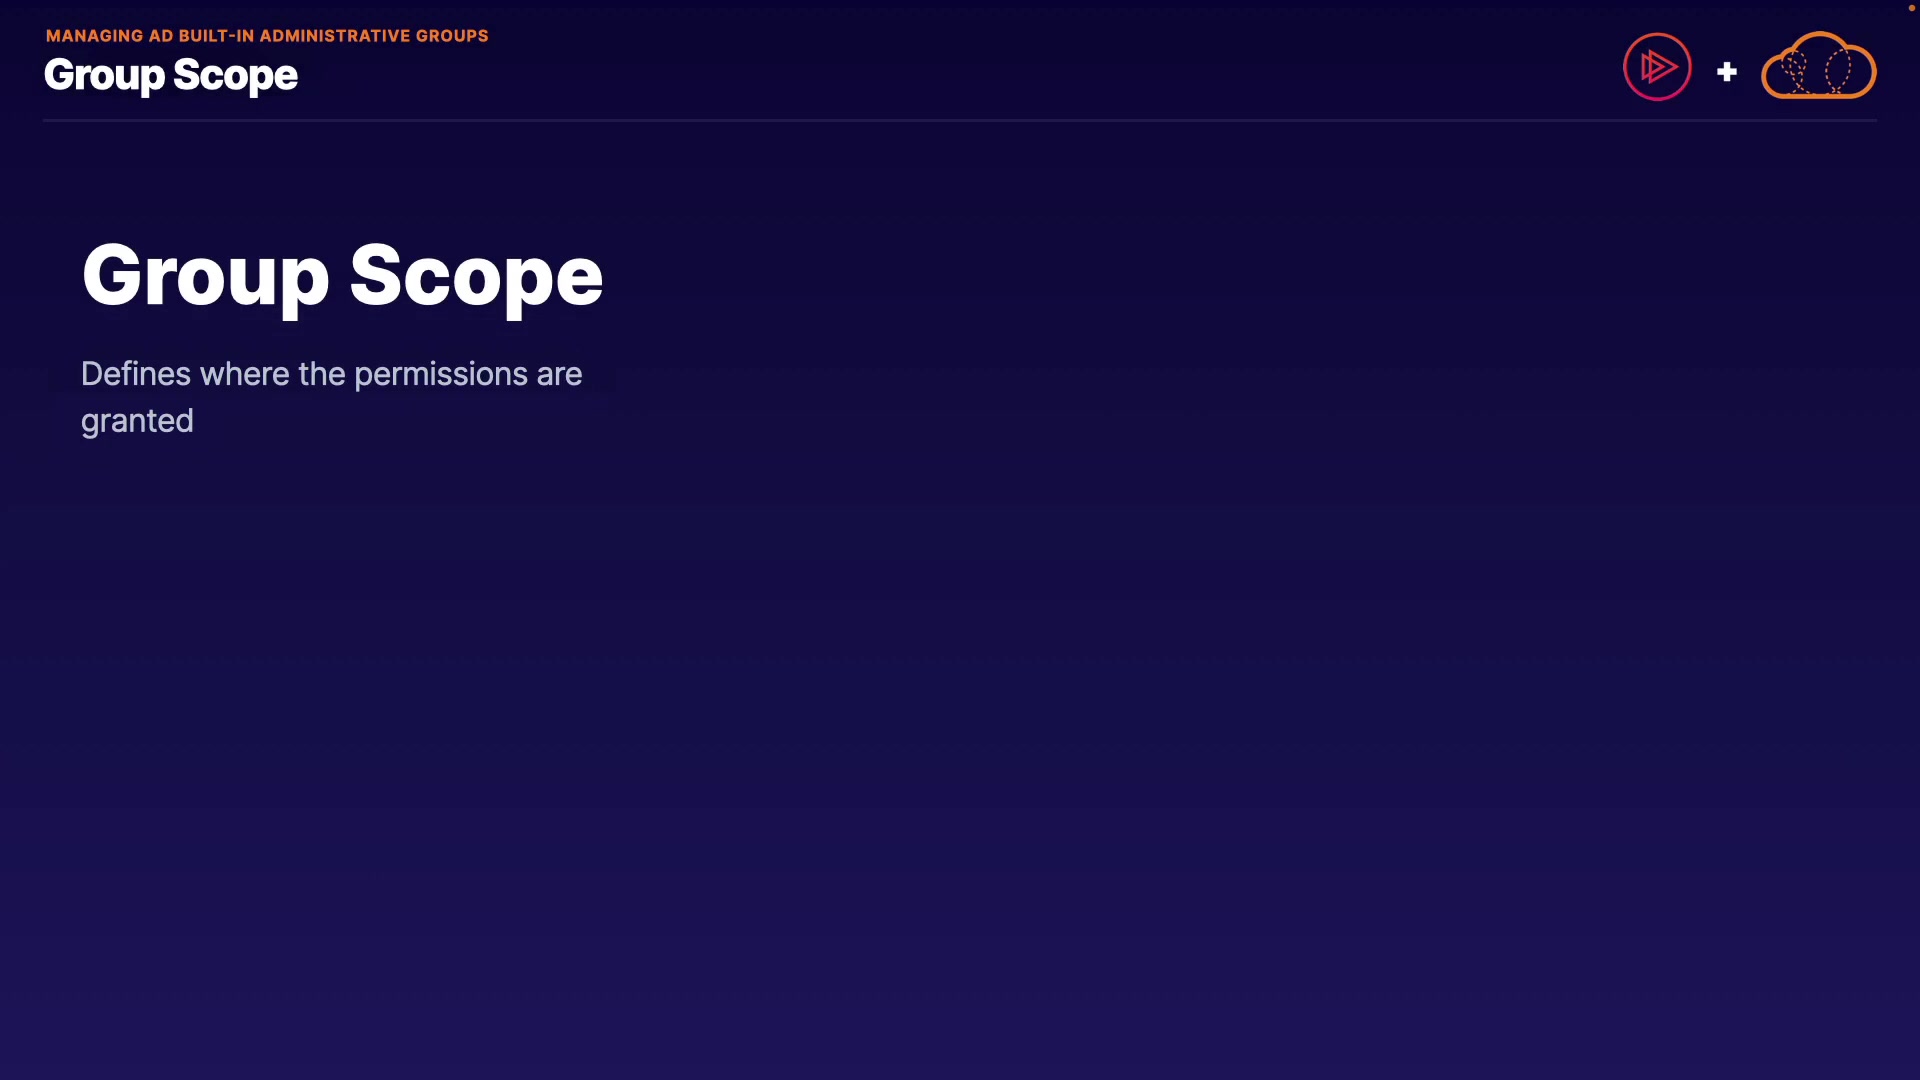 MANAGING AD BUILT-IN ADMINISTRATIVE GROUPS
Group Scope
Group Scope
Defines where the permissions are
granted